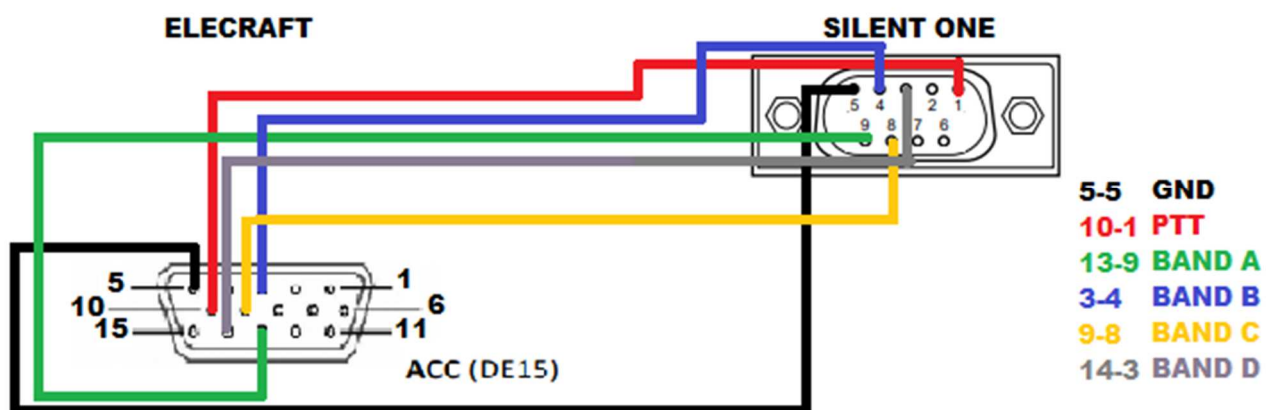 ELECRAFT
SILENT ONE
5 4 2 1
9 8 7 6
5-5 GND
10-1 PTT
13-9 BAND A
3-4 BAND B
9-8 BAND C
14-3 BAND D
5 1
10 6
15 11
ACC (DE15)